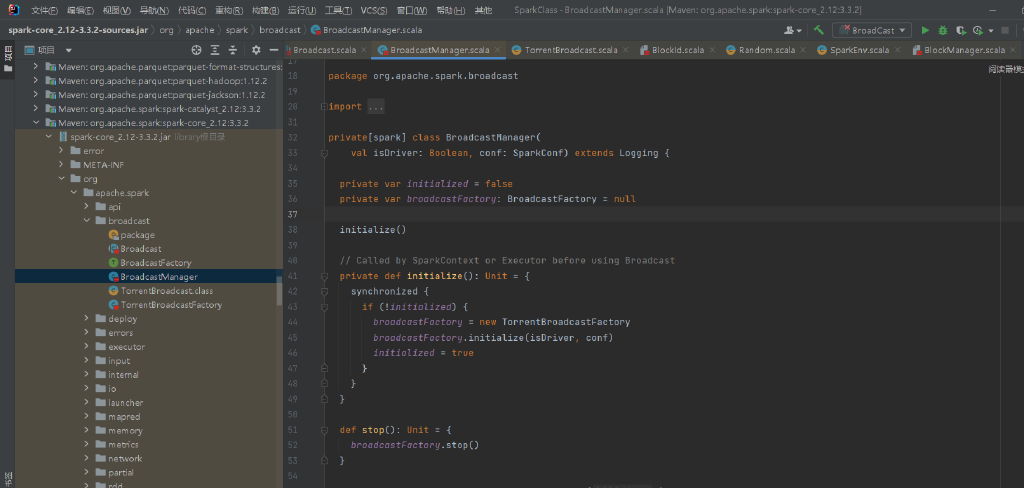 文件(F) 编辑(E) 视图(V) 导航(N) 代码(C) 重构(R) 构建(B) 运行(U) 工具(T) VCS(S) 窗口(W) 帮助(H) 其他 SparkClass - BroadcastManager.scala [Maven: org.apache.spark:spark-core_2.12:3.3.2]
spark-core_2.12-3.3.2-sources.jar org apache spark broadcast BroadcastManager.scala BroadCast
项目 Broadcast.scala BroadcastManager.scala TorrentBroadcast.scala BlockId.scala Random.scala SparkEnv.scala BlockManager.scala
Maven: org.apache.parquet:parquet-format-structures:
Maven: org.apache.parquet:parquet-hadoop:1.12.2
Maven: org.apache.parquet:parquet-jackson:1.12.2
Maven: org.apache.spark:spark-catalyst_2.12:3.3.2
Maven: org.apache.spark:spark-core_2.12:3.3.2
spark-core_2.12-3.3.2.jar library根目录
error
META-INF
org
apache.spark
api
broadcast
package
Broadcast
BroadcastFactory
BroadcastManager
TorrentBroadcast.class
TorrentBroadcastFactory
deploy
errors
executor
input
internal
io
launcher
mapred
memory
metrics
network
partial
rdd
17
18 package org.apache.spark.broadcast
19
20 import ...
31
32 private[spark] class BroadcastManager(
33 val isDriver: Boolean, conf: SparkConf) extends Logging {
34
35 private var initialized = false
36 private var broadcastFactory: BroadcastFactory = null
37
38 initialize()
39
40 // Called by SparkContext or Executor before using Broadcast
41 private def initialize(): Unit = {
42 synchronized {
43 if (!initialized) {
44 broadcastFactory = new TorrentBroadcastFactory
45 broadcastFactory.initialize(isDriver, conf)
46 initialized = true
47 }
48 }
49 }
50
51 def stop(): Unit = {
52 broadcastFactory.stop()
53 }
54